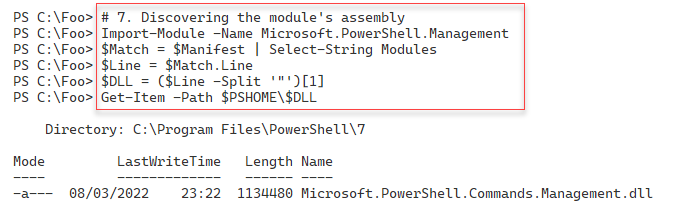 PS C:\Foo> # 7. Discovering the module's assembly
PS C:\Foo> Import-Module -Name Microsoft.PowerShell.Management
PS C:\Foo> $Match = $Manifest | Select-String Modules
PS C:\Foo> $Line = $Match.Line
PS C:\Foo> $DLL = ($Line -Split '"')[1]
PS C:\Foo> Get-Item -Path $PSHOME\$DLL
    Directory: C:\Program Files\PowerShell\7
Mode         LastWriteTime   Length Name
----         -------------   ------ ----
-a---  08/03/2022    23:22  1134480 Microsoft.PowerShell.Commands.Management.dll